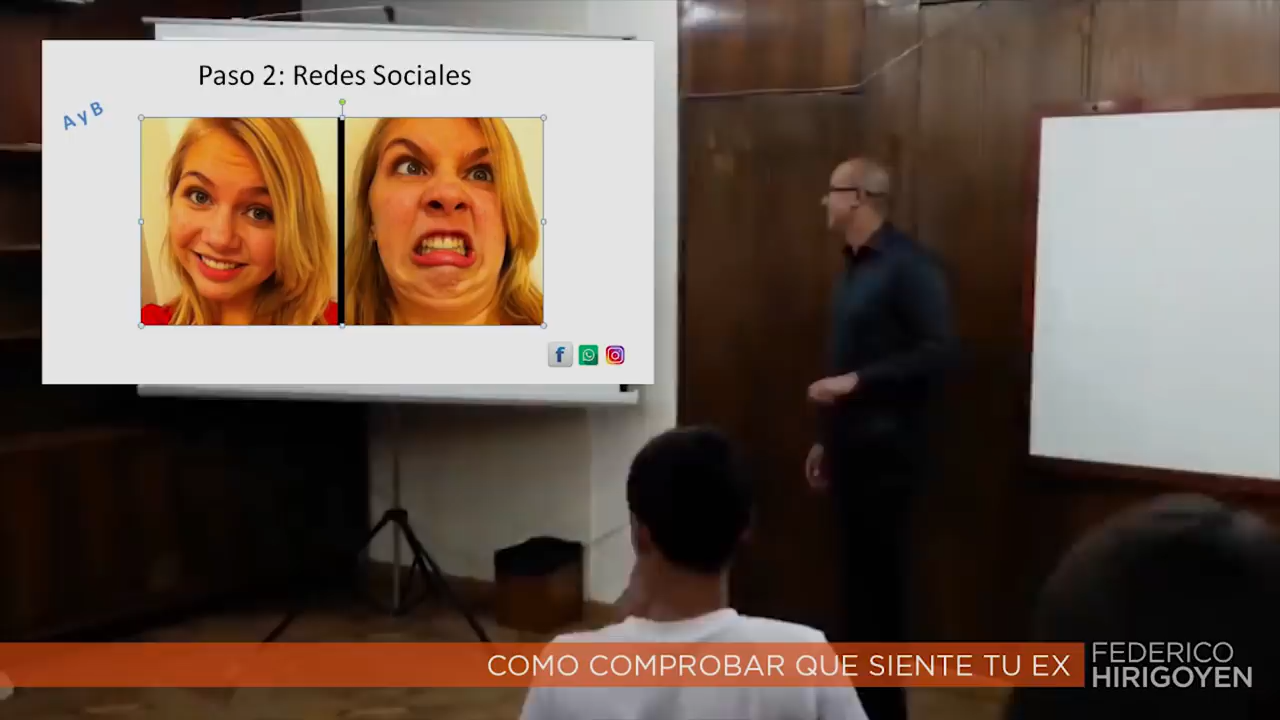 Paso 2: Redes Sociales
A y B
COMO COMPROBAR QUE SIENTE TU EX
FEDERICO
HIRIGOYEN